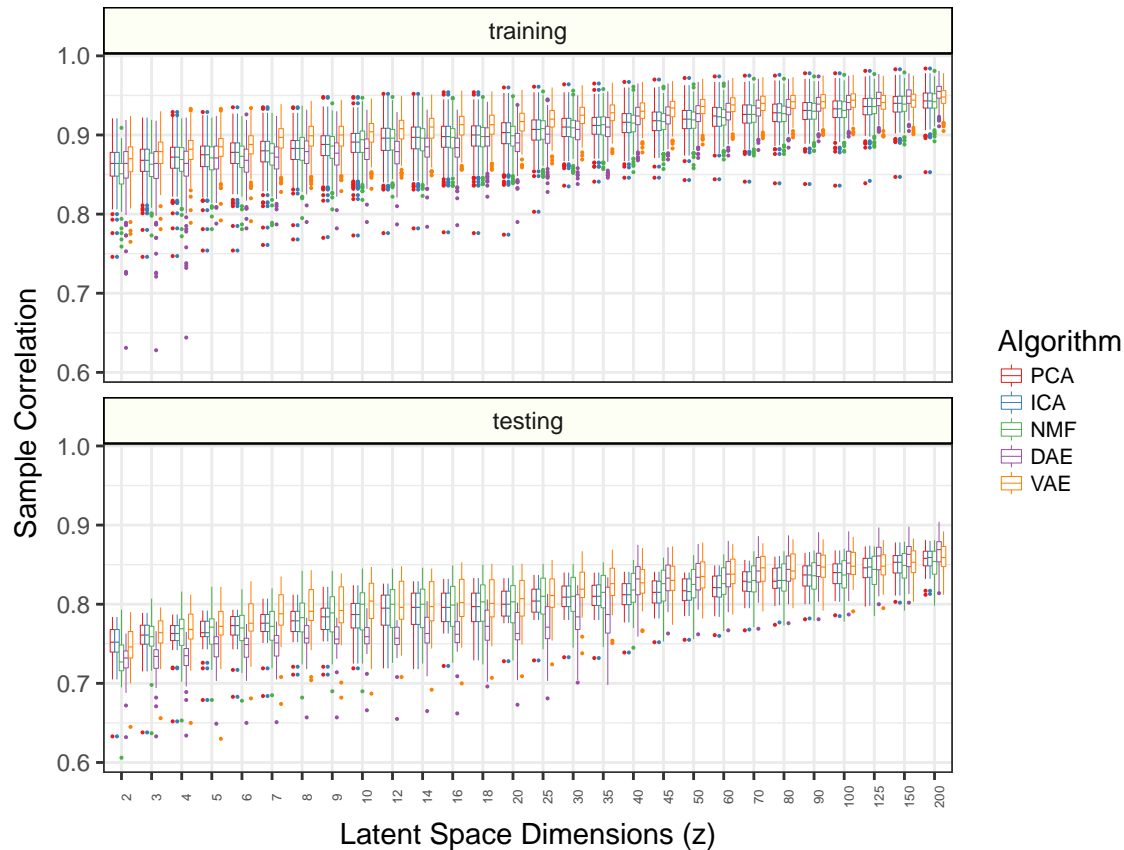 training
1.0
0.9
0.8
0.7
0.6
testing
1.0
0.9
0.8
0.7
0.6
Sample Correlation
2 3 4 5 6 7 8 9 10 12 14 16 18 20 25 30 35 40 45 50 60 70 80 90 100 125 150 200
Latent Space Dimensions (z)
Algorithm
PCA
ICA
NMF
DAE
VAE